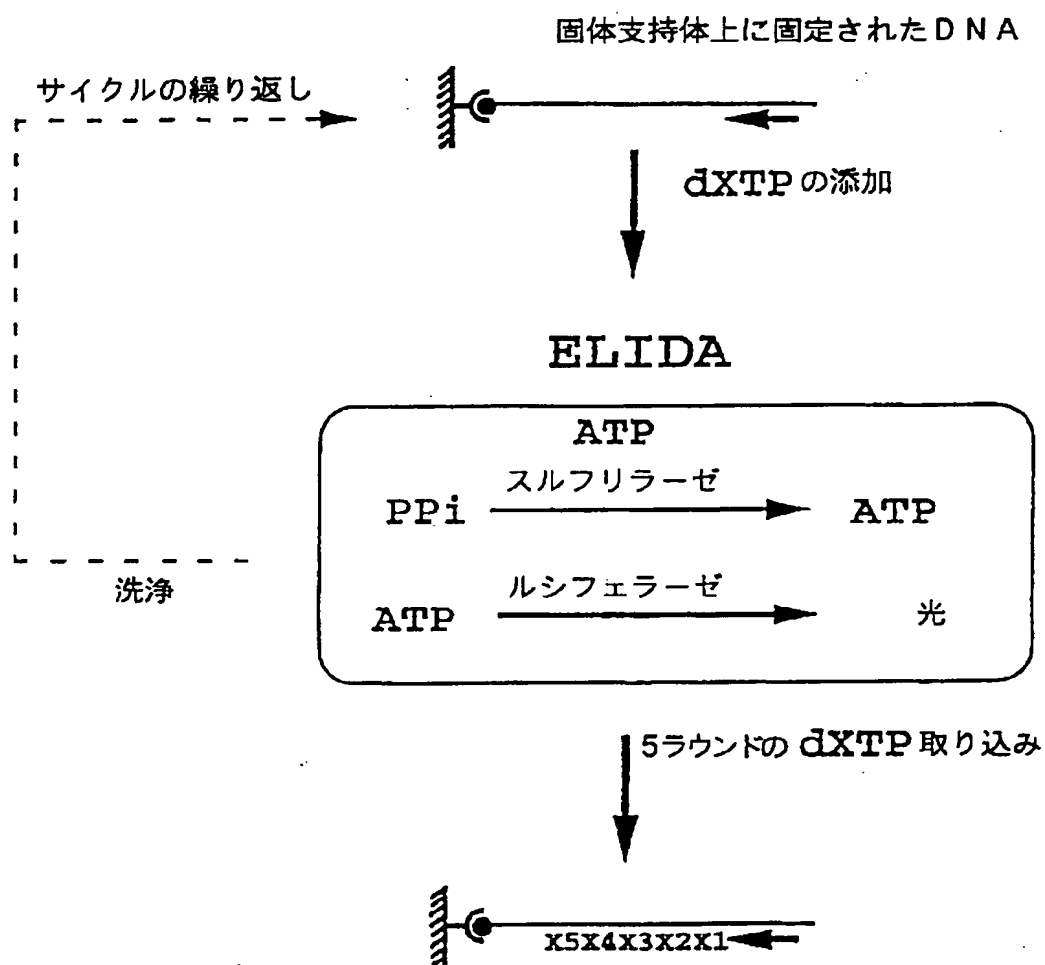 固体支持体上に固定されたDNA
サイクルの繰り返し
dXTPの添加
ELIDA
ATP
スルフリラーゼ
PPi
ATP
洗浄
ルシフェラーゼ
ATP
光
5ラウンドのdXTP取り込み
X5X4X3X2X1